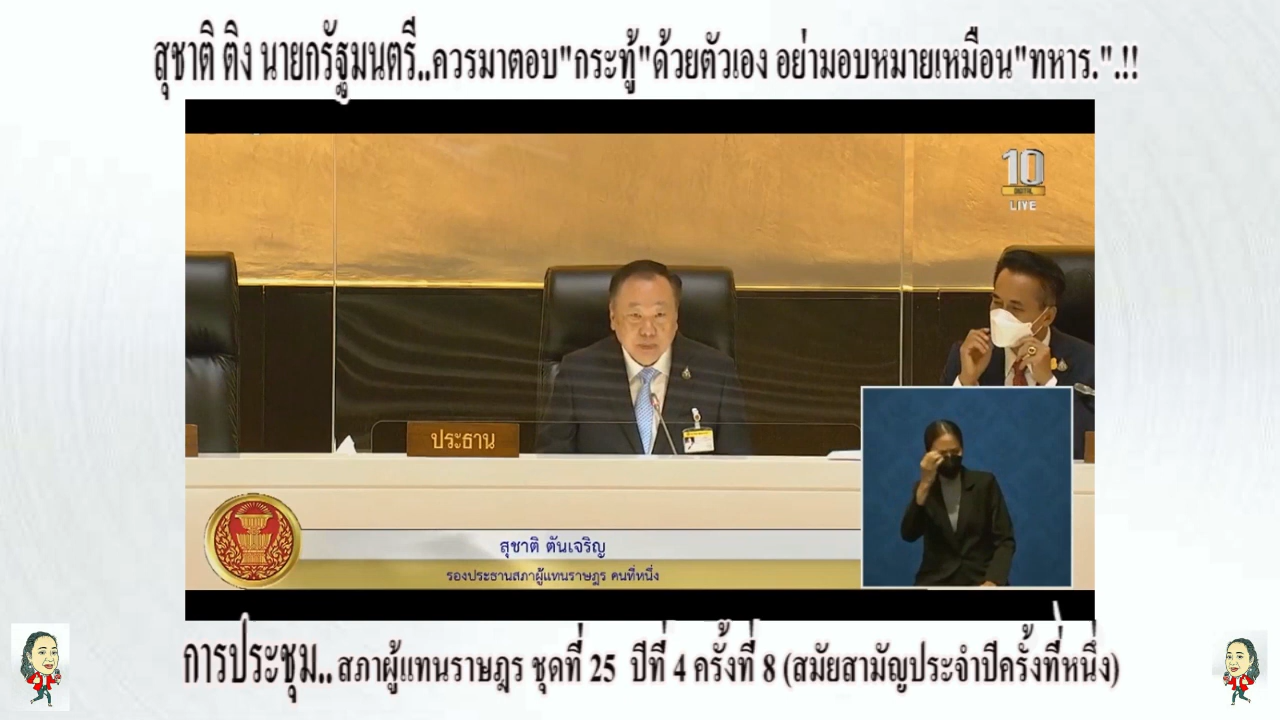 สุชาติ ติง นายกรัฐมนตรี..ควรมาตอบ"กระทู้"ด้วยตัวเอง อย่ามอบหมายเหมือน"ทหาร.".!!
10
DIGITAL
LIVE
ประธาน
สุชาติ ตันเจริญ
รองประธานสภาผู้แทนราษฎร คนที่หนึ่ง
การประชุม.. สภาผู้แทนราษฎร ชุดที่ 25 ปีที่ 4 ครั้งที่ 8 (สมัยสามัญประจำปีครั้งที่หนึ่ง)